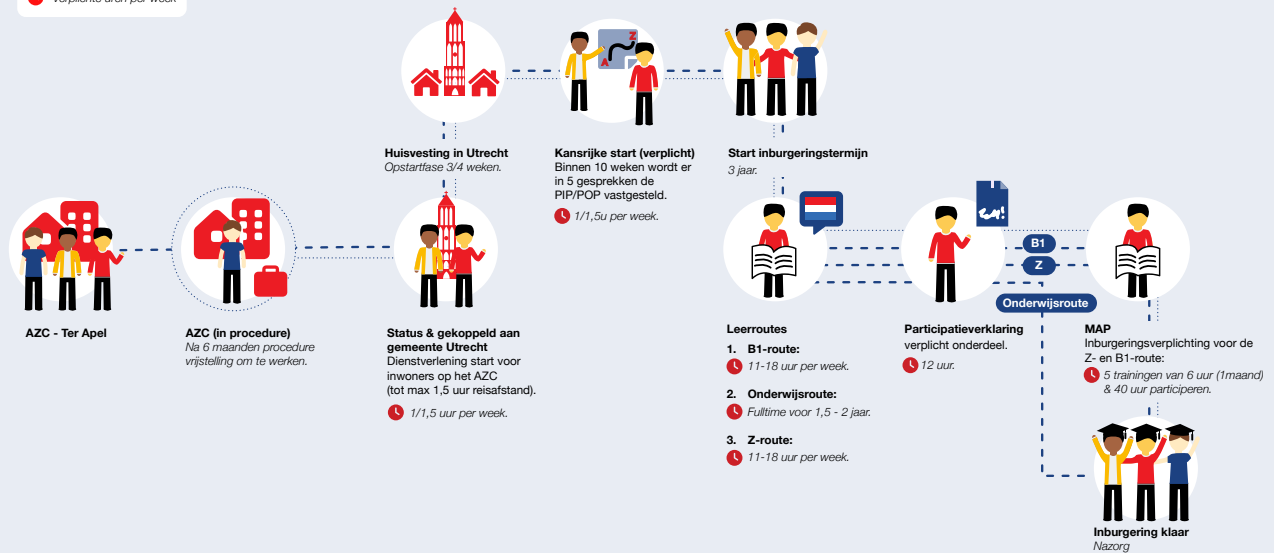 Verplichte uren per week
A
Z
Huisvesting in Utrecht
Opstartfase 3/4 weken.
Kansrijke start (verplicht)
Binnen 10 weken wordt er
in 5 gesprekken de
PIP/POP vastgesteld.
1/1,5u per week.
Start inburgeringstermijn
3 jaar.
AZC - Ter Apel
AZC (in procedure)
Na 6 maanden procedure
vrijstelling om te werken.
Status & gekoppeld aan
gemeente Utrecht
Dienstverlening start voor
inwoners op het AZC
(tot max 1,5 uur reisafstand).
1/1,5 uur per week.
Leerroutes
1. B1-route:
11-18 uur per week.
2. Onderwijsroute:
Fulltime voor 1,5 - 2 jaar.
3. Z-route:
11-18 uur per week.
Participatieverklaring
verplicht onderdeel.
12 uur.
B1
Z
Onderwijsroute
MAP
Inburgeringsverplichting voor de
Z- en B1-route:
5 trainingen van 6 uur (1maand)
& 40 uur participeren.
Inburgering klaar
Nazorg